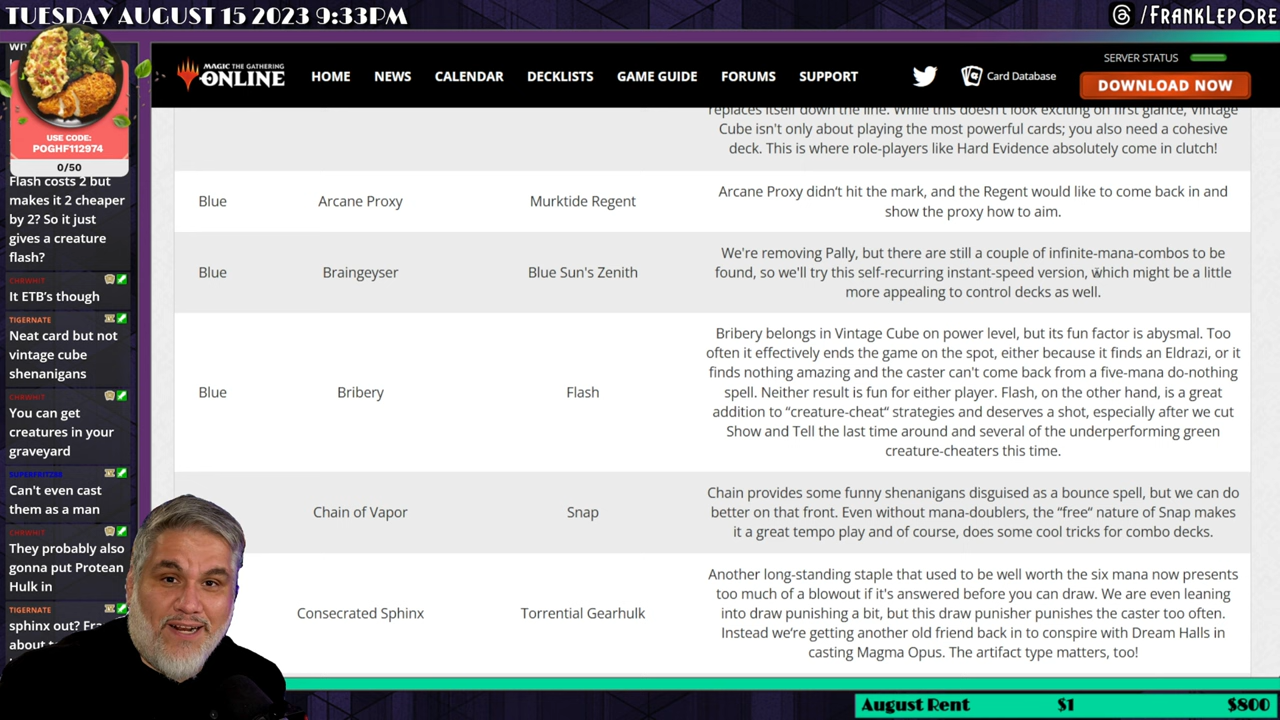 TUESDAY AUGUST 15 2023 9:33PM
/FRANKLEPORE
USE CODE:
POGHF112974
0/50
Flash costs 2 but
makes it 2 cheaper
by 2? So it just
gives a creature
flash?
CHRWHIT
It ETB's though
TIGERNATE
Neat card but not
vintage cube
shenanigans
CHRWHIT
You can get
creatures in your
graveyard
Can't even cast
them as a man
CHRWHIT
They probably also
gonna put Protean
Hulk in
TIGERNATE
sphinx out?
about
MAGIC THE GATHERING
ONLINE
HOME NEWS CALENDAR DECKLISTS GAME GUIDE FORUMS SUPPORT
Card Database
SERVER STATUS
DOWNLOAD NOW
replaces itself down the line. While this doesn't look exciting on first glance, Vintage
Cube isn't only about playing the most powerful cards; you also need a cohesive
deck. This is where role-players like Hard Evidence absolutely come in clutch!
Blue Arcane Proxy Murktide Regent
Arcane Proxy didn't hit the mark, and the Regent would like to come back in and
show the proxy how to aim.
Blue Braingeyser Blue Sun's Zenith
We're removing Pally, but there are still a couple of infinite-mana-combos to be
found, so we'll try this self-recurring instant-speed version, which might be a little
more appealing to control decks as well.
Blue Bribery Flash
Bribery belongs in Vintage Cube on power level, but its fun factor is abysmal. Too
often it effectively ends the game on the spot, either because it finds an Eldrazi, or it
finds nothing amazing and the caster can't come back from a five-mana do-nothing
spell. Neither result is fun for either player. Flash, on the other hand, is a great
addition to "creature-cheat" strategies and deserves a shot, especially after we cut
Show and Tell the last time around and several of the underperforming green
creature-cheaters this time.
Chain of Vapor Snap
Chain provides some funny shenanigans disguised as a bounce spell, but we can do
better on that front. Even without mana-doublers, the "free" nature of Snap makes
it a great tempo play and of course, does some cool tricks for combo decks.
Consecrated Sphinx Torrential Gearhulk
Another long-standing staple that used to be well worth the six mana now presents
too much of a blowout if it's answered before you can draw. We are even leaning
into draw punishing a bit, but this draw punisher punishes the caster too often.
Instead we're getting another old friend back in to conspire with Dream Halls in
casting Magma Opus. The artifact type matters, too!
August Rent $1 $800